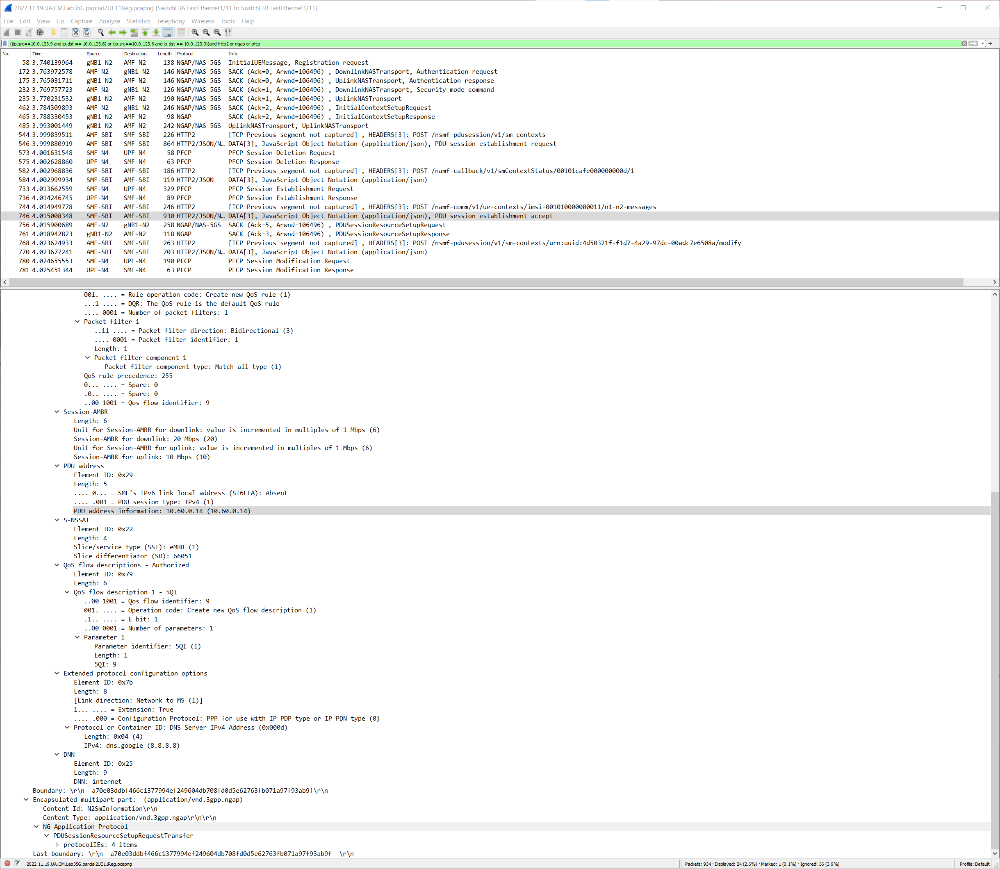 2022.11.19.UA.CM.Lab35G.parcial2UE11Reg.pcapng [SwitchL3A FastEthernet1/11 to SwitchL3B FastEthernet1/11]
File Edit View Go Capture Analyze Statistics Telephony Wireless Tools Help
((ip.src==10.0.123.9 and ip.dst == 10.0.123.6) or (ip.src==10.0.123.6 and ip.dst == 10.0.123.9))and http2 or ngap or pfcp
No. Time Source Destination Length Protocol Info
58 3.740139964 gNB1-N2 AMF-N2 138 NGAP/NAS-5GS InitialUEMessage, Registration request
172 3.763972578 AMF-N2 gNB1-N2 146 NGAP/NAS-5GS SACK (Ack=0, Arwnd=106496) , DownlinkNASTransport, Authentication request
175 3.765031711 gNB1-N2 AMF-N2 146 NGAP/NAS-5GS SACK (Ack=0, Arwnd=106496) , UplinkNASTransport, Authentication response
232 3.769757723 AMF-N2 gNB1-N2 126 NGAP/NAS-5GS SACK (Ack=1, Arwnd=106496) , DownlinkNASTransport, Security mode command
235 3.770231532 gNB1-N2 AMF-N2 190 NGAP/NAS-5GS SACK (Ack=1, Arwnd=106496) , UplinkNASTransport
462 3.784309893 AMF-N2 gNB1-N2 246 NGAP/NAS-5GS SACK (Ack=2, Arwnd=106496) , InitialContextSetupRequest
465 3.788330453 gNB1-N2 AMF-N2 98 NGAP SACK (Ack=2, Arwnd=106496) , InitialContextSetupResponse
485 3.993001449 gNB1-N2 AMF-N2 242 NGAP/NAS-5GS UplinkNASTransport, UplinkNASTransport
544 3.999839511 AMF-SBI SMF-SBI 226 HTTP2 [TCP Previous segment not captured] , HEADERS[3]: POST /nsmf-pdusession/v1/sm-contexts
546 3.999880919 AMF-SBI SMF-SBI 864 HTTP2/JSON/N… DATA[3], JavaScript Object Notation (application/json), PDU session establishment request
573 4.001631548 SMF-N4 UPF-N4 58 PFCP PFCP Session Deletion Request
575 4.002628860 UPF-N4 SMF-N4 63 PFCP PFCP Session Deletion Response
582 4.002968836 SMF-SBI AMF-SBI 186 HTTP2 [TCP Previous segment not captured] , HEADERS[3]: POST /namf-callback/v1/smContextStatus/00101cafe000000000d/1
584 4.002999934 SMF-SBI AMF-SBI 119 HTTP2/JSON DATA[3], JavaScript Object Notation (application/json)
733 4.013662559 SMF-N4 UPF-N4 329 PFCP PFCP Session Establishment Request
736 4.014246745 UPF-N4 SMF-N4 89 PFCP PFCP Session Establishment Response
744 4.014949778 SMF-SBI AMF-SBI 246 HTTP2 [TCP Previous segment not captured] , HEADERS[3]: POST /namf-comm/v1/ue-contexts/imsi-001010000000011/n1-n2-messages
746 4.015008348 SMF-SBI AMF-SBI 930 HTTP2/JSON/N… DATA[3], JavaScript Object Notation (application/json), PDU session establishment accept
756 4.015900689 AMF-N2 gNB1-N2 258 NGAP/NAS-5GS SACK (Ack=5, Arwnd=106496) , PDUSessionResourceSetupRequest
761 4.018942823 gNB1-N2 AMF-N2 118 NGAP SACK (Ack=3, Arwnd=106496) , PDUSessionResourceSetupResponse
768 4.023624933 AMF-SBI SMF-SBI 263 HTTP2 [TCP Previous segment not captured] , HEADERS[3]: POST /nsmf-pdusession/v1/sm-contexts/urn:uuid:4d50321f-f1d7-4a29-97dc-00adc7e6508a/modify
770 4.023677241 AMF-SBI SMF-SBI 703 HTTP2/JSON/N… DATA[3], JavaScript Object Notation (application/json)
780 4.024655553 SMF-N4 UPF-N4 190 PFCP PFCP Session Modification Request
781 4.025451344 UPF-N4 SMF-N4 63 PFCP PFCP Session Modification Response
001. .... = Rule operation code: Create new QoS rule (1)
...1 .... = DQR: The QoS rule is the default QoS rule
.... 0001 = Number of packet filters: 1
Packet filter 1
..11 .... = Packet filter direction: Bidirectional (3)
.... 0001 = Packet filter identifier: 1
Length: 1
Packet filter component 1
Packet filter component type: Match-all type (1)
QoS rule precedence: 255
0... .... = Spare: 0
.0.. .... = Spare: 0
..00 1001 = Qos flow identifier: 9
Session-AMBR
Length: 6
Unit for Session-AMBR for downlink: value is incremented in multiples of 1 Mbps (6)
Session-AMBR for downlink: 20 Mbps (20)
Unit for Session-AMBR for uplink: value is incremented in multiples of 1 Mbps (6)
Session-AMBR for uplink: 10 Mbps (10)
PDU address
Element ID: 0x29
Length: 5
.... 0... = SMF's IPv6 link local address (SI6LLA): Absent
.... .001 = PDU session type: IPv4 (1)
PDU address information: 10.60.0.14 (10.60.0.14)
S-NSSAI
Element ID: 0x22
Length: 4
Slice/service type (SST): eMBB (1)
Slice differentiator (SD): 66051
QoS flow descriptions - Authorized
Element ID: 0x79
Length: 6
QoS flow description 1 - 5QI
..00 1001 = Qos flow identifier: 9
001. .... = Operation code: Create new QoS flow description (1)
.1.. .... = E bit: 1
..00 0001 = Number of parameters: 1
Parameter 1
Parameter identifier: 5QI (1)
Length: 1
5QI: 9
Extended protocol configuration options
Element ID: 0x7b
Length: 8
[Link direction: Network to MS (1)]
1... .... = Extension: True
.... .000 = Configuration Protocol: PPP for use with IP PDP type or IP PDN type (0)
Protocol or Container ID: DNS Server IPv4 Address (0x000d)
Length: 0x04 (4)
IPv4: dns.google (8.8.8.8)
DNN
Element ID: 0x25
Length: 9
DNN: internet
Boundary: \r\n--a70e03ddbf466c1377994ef249604db708fd0d5e62763fb071a97f93ab9f\r\n
Encapsulated multipart part: (application/vnd.3gpp.ngap)
Content-Id: N2SmInformation\r\n
Content-Type: application/vnd.3gpp.ngap\r\n\r\n
NG Application Protocol
PDUSessionResourceSetupRequestTransfer
protocolIEs: 4 items
Last boundary: \r\n--a70e03ddbf466c1377994ef249604db708fd0d5e62763fb071a97f93ab9f--\r\n
2022.11.19.UA.CM.Lab35G.parcial2UE11Reg.pcapng
Packets: 934 · Displayed: 24 (2.6%) · Marked: 1 (0.1%) · Ignored: 36 (3.9%)
Profile: Default